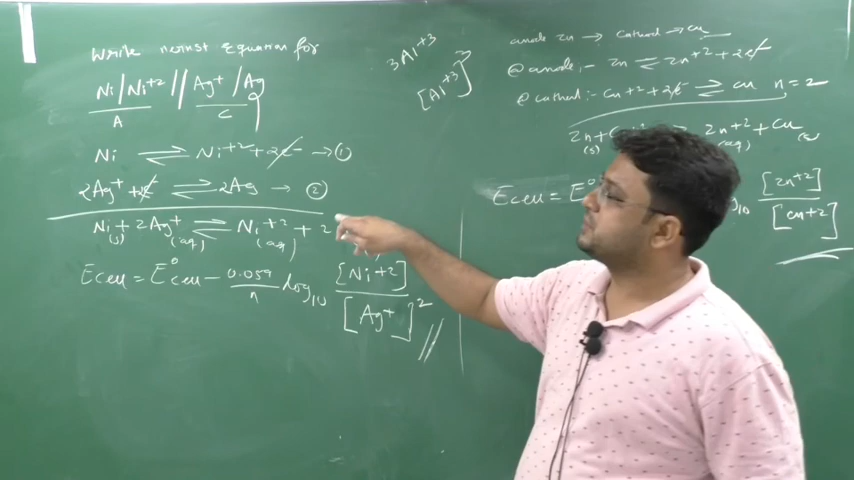 Write nernst Equation for
Ni / Ni+2 // Ag+ / Ag
A C
Ni ⇌ Ni+2 + 2e- → ①
2Ag+ + 2e- ⇌ 2Ag → ②
Ni(s) + 2Ag+(aq) ⇌ Ni+2(aq) + 2
Ecell = E°cell - 0.059/n log10 [Ni+2]/[Ag+]2 //
3Al+3
[Al+3]3
anode Zn → Cathod → Cu
@ anode :- Zn ⇌ Zn+2 + 2e-
@ cathod :- Cu+2 + 2e- ⇌ Cu n = 2
Zn(s) + Zn+2(aq) + Cu(s)
Ecell = E° [Zn+2]/[Cu+2]